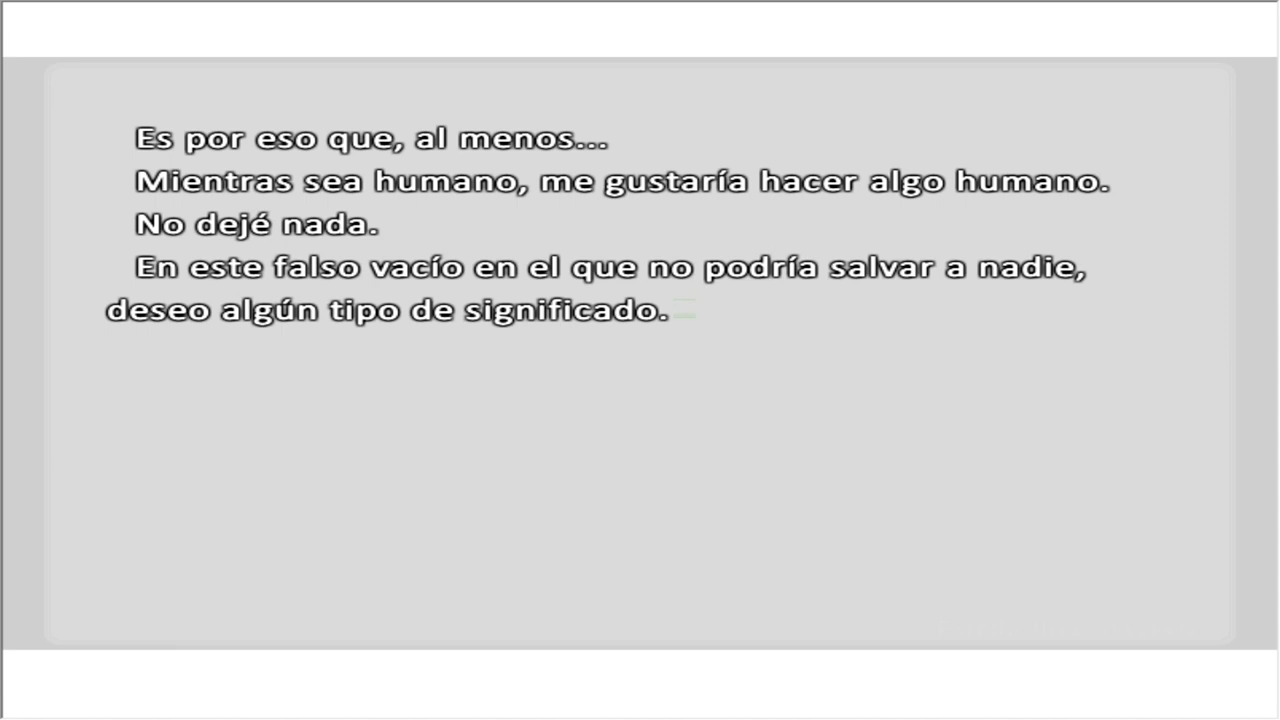 Es por eso que, al menos...
Mientras sea humano, me gustaría hacer algo humano.
No dejé nada.
En este falso vacío en el que no podría salvar a nadie,
deseo algún tipo de significado.